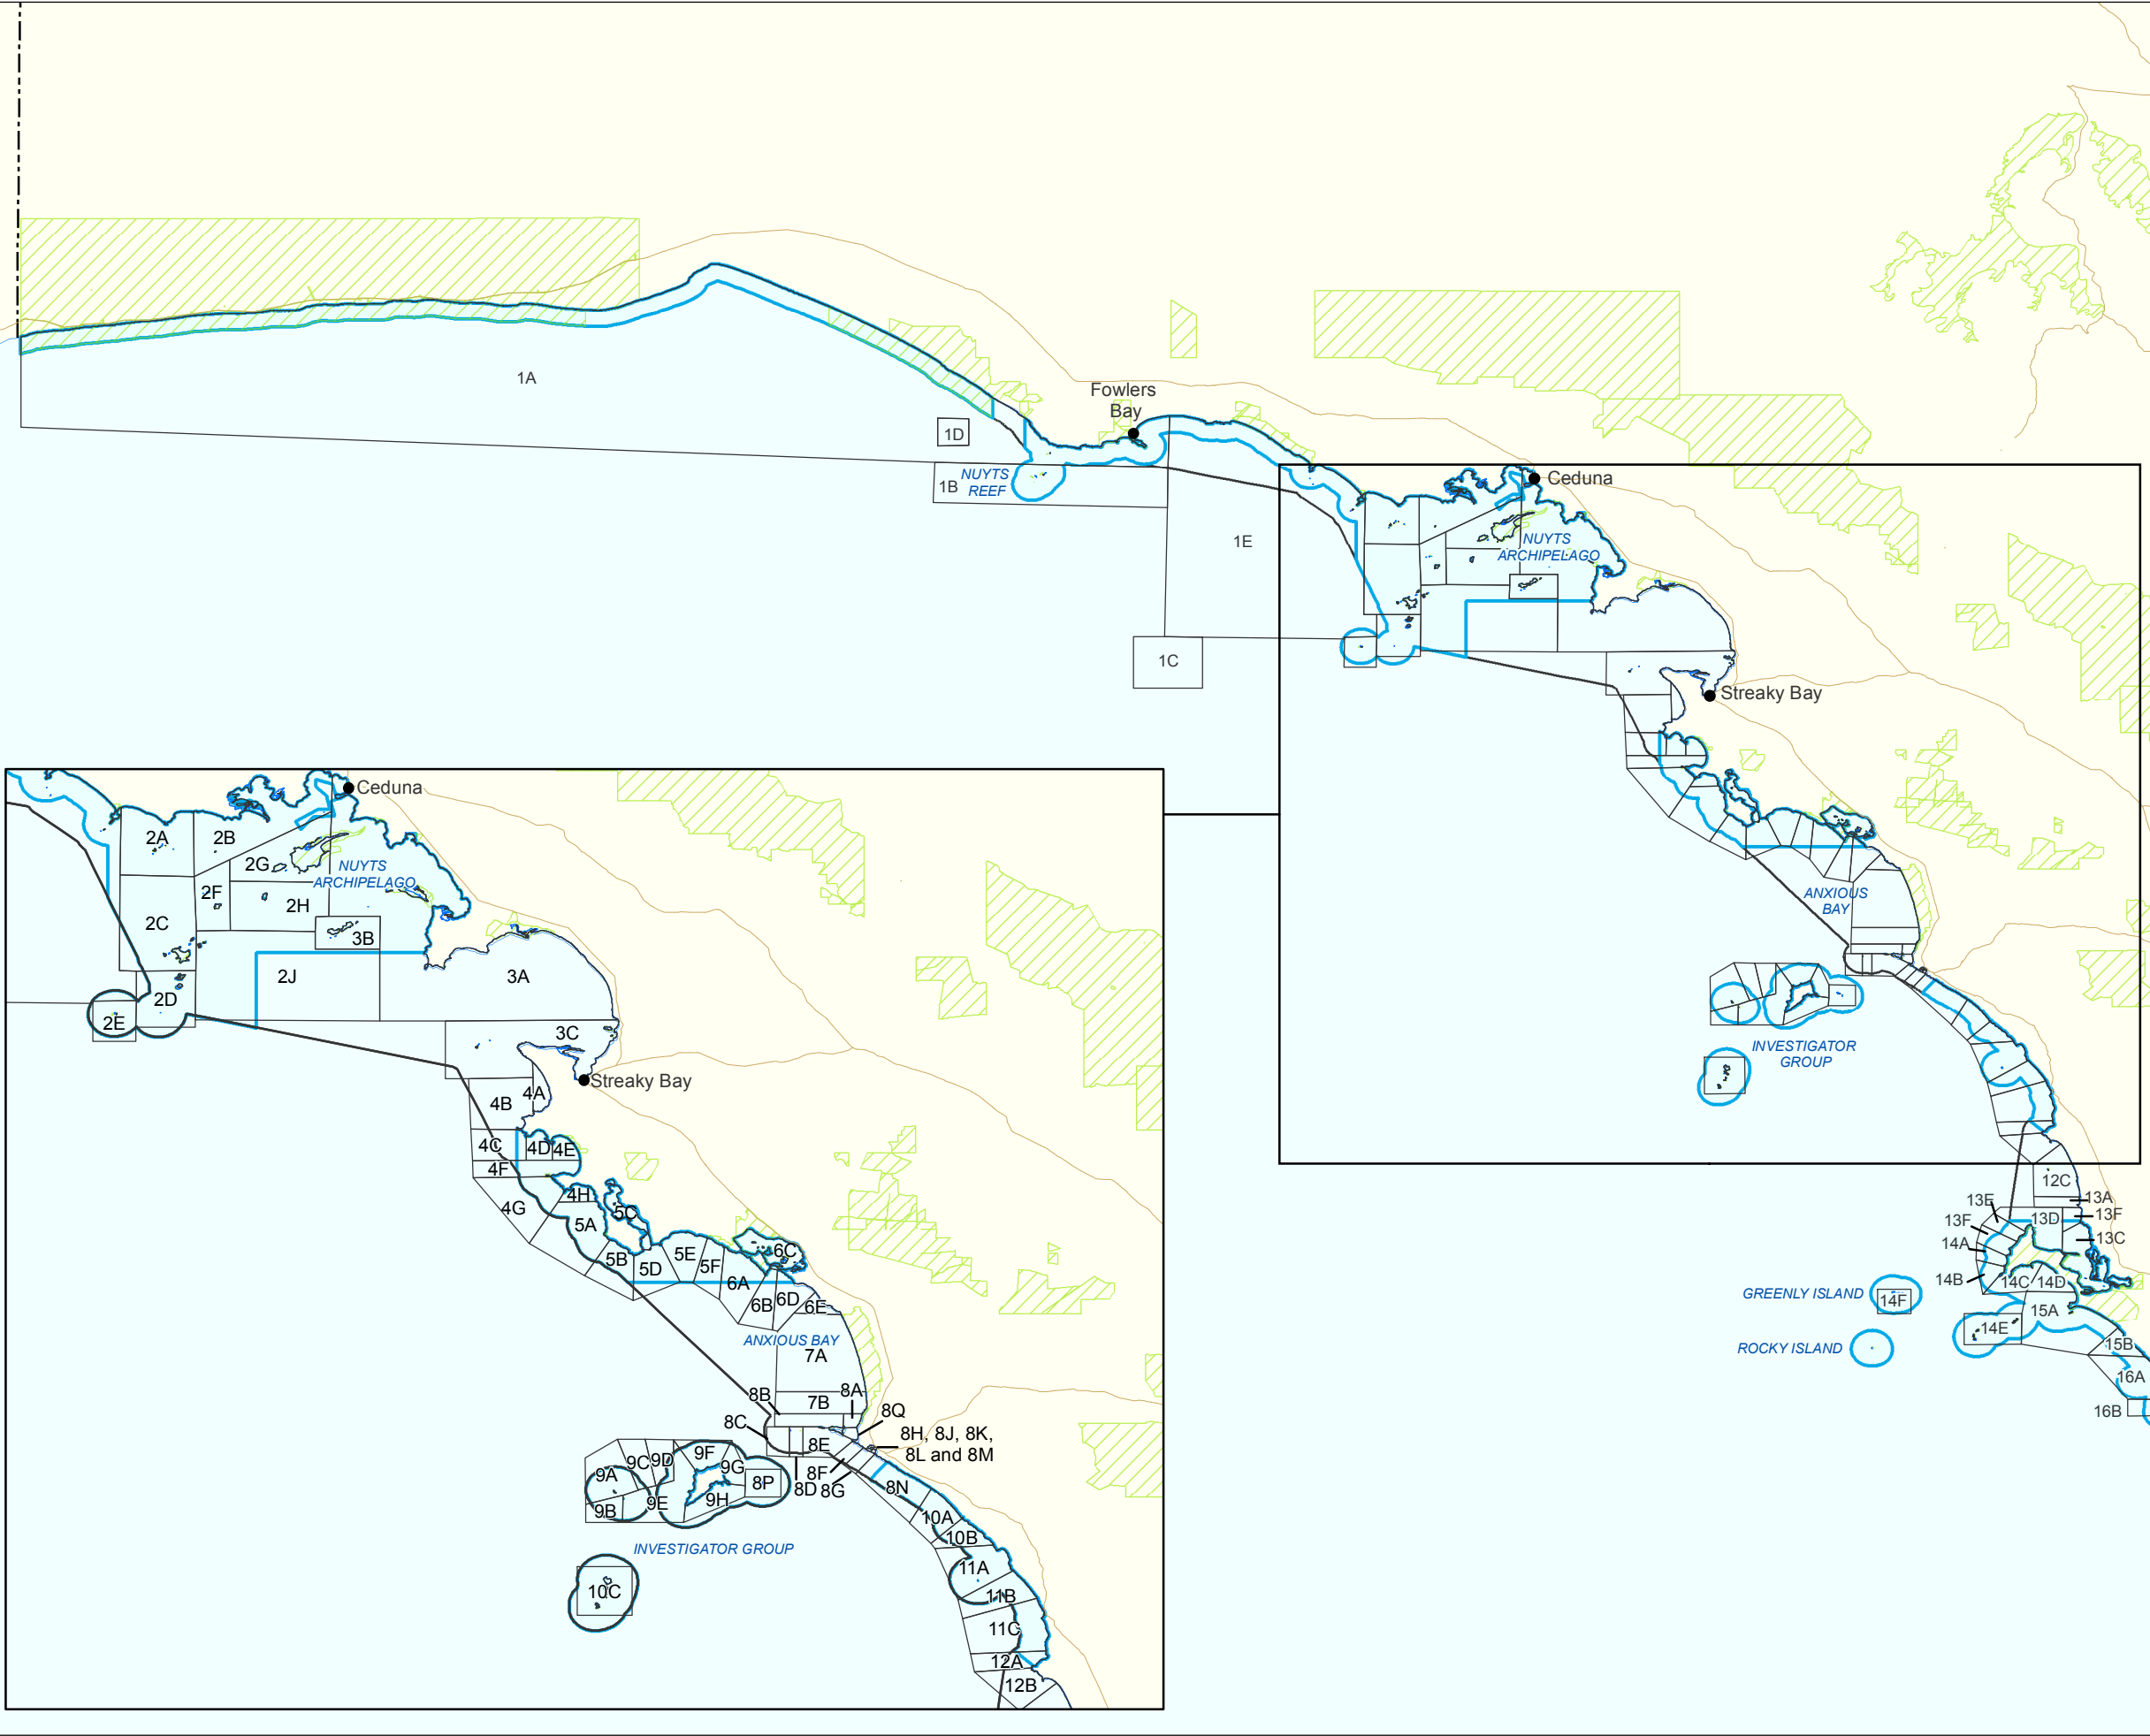 1A
Fowlers
Bay
1D
1B
NUYTS
REEF
1E
1C
Ceduna
NUYTS
ARCHIPELAGO
Streaky Bay
ANXIOUS
BAY
INVESTIGATOR
GROUP
12C
13A
13E
13F
13D
13F
14A
13C
14B
14C
14D
GREENLY ISLAND
14F
15A
14E
ROCKY ISLAND
15B
16A
16B
Ceduna
2A
2B
2G
NUYTS
ARCHIPELAGO
2F
2H
2C
3B
2J
3A
2D
2E
3C
Streaky Bay
4A
4B
4C
4D
4E
4F
4H
4G
5C
5A
5B
5D
5E
5F
6C
6A
6B
6D
6E
ANXIOUS BAY
7A
8B
7B
8A
8C
8Q
8H, 8J, 8K,
8L and 8M
8E
9F
9C
9D
9A
9G
8P
8F
8D
8G
8N
9B
9E
9H
10A
10B
INVESTIGATOR GROUP
11A
10C
11B
11C
12A
12B